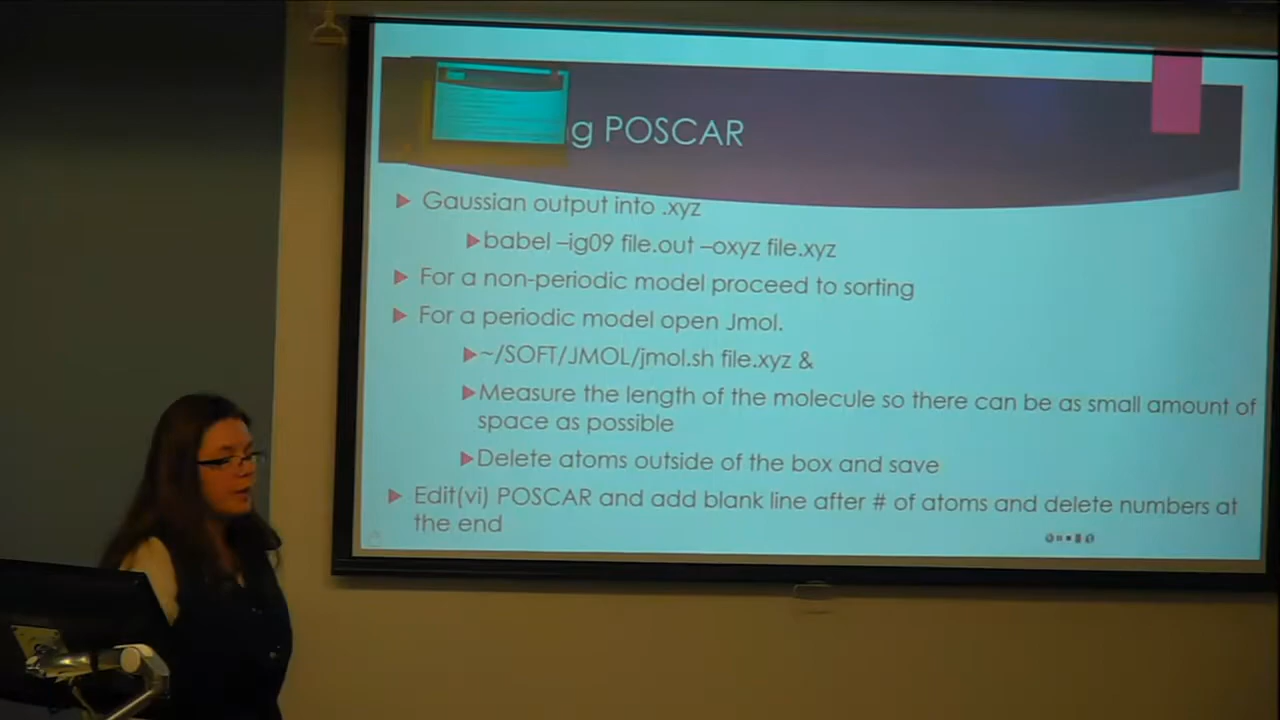 g POSCAR
Gaussian output into .xyz
babel –ig09 file.out –oxyz file.xyz
For a non-periodic model proceed to sorting
For a periodic model open Jmol.
~/SOFT/JMOL/jmol.sh file.xyz &
Measure the length of the molecule so there can be as small amount of
space as possible
Delete atoms outside of the box and save
Edit(vi) POSCAR and add blank line after # of atoms and delete numbers at
the end